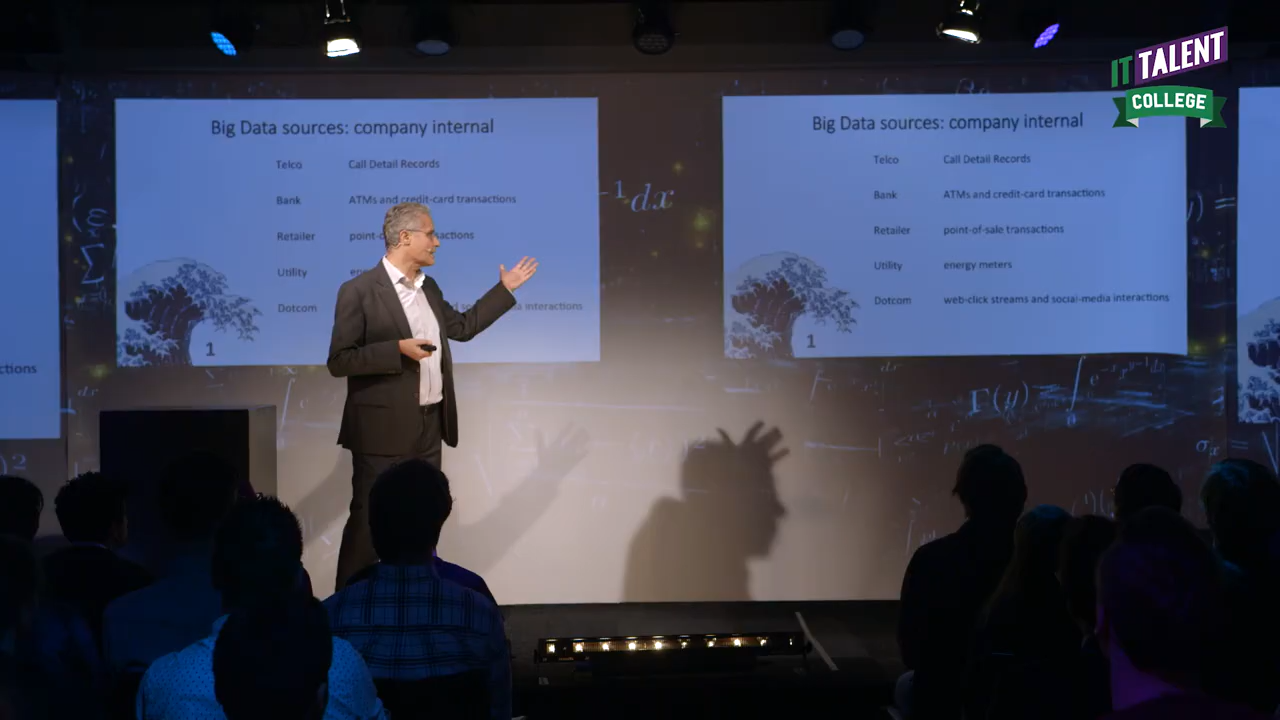 IT TALENT
COLLEGE
Big Data sources: company internal
Telco Call Detail Records
Bank ATMs and credit-card transactions
Retailer
Utility
Dotcom
1
Big Data sources: company internal
Telco Call Detail Records
Bank ATMs and credit-card transactions
Retailer point-of-sale transactions
Utility energy meters
Dotcom web-click streams and social-media interactions
1